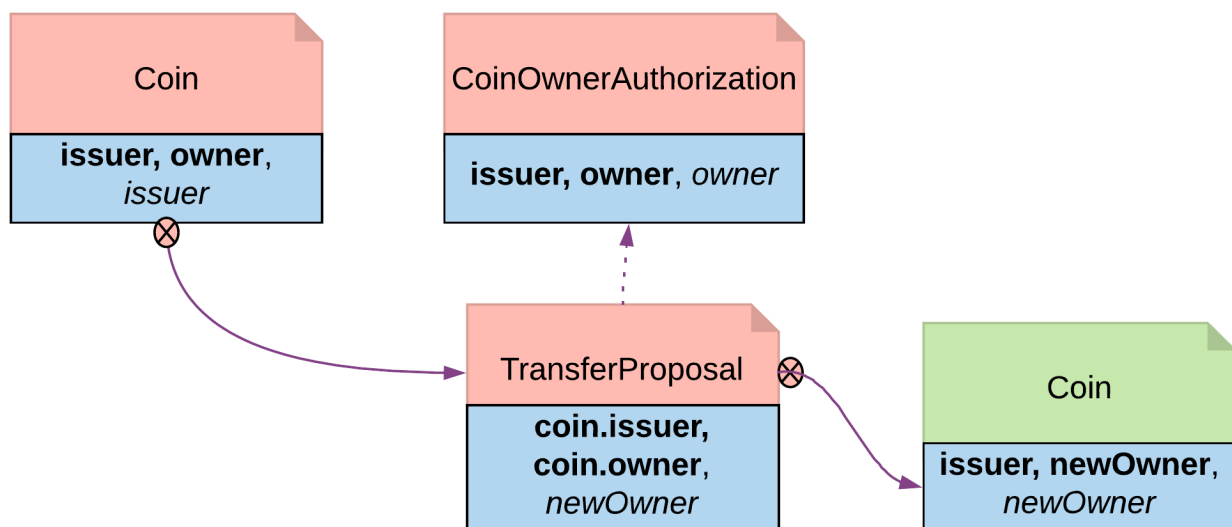 Coin
issuer, owner,
issuer
CoinOwnerAuthorization
issuer, owner, owner
TransferProposal
coin.issuer,
coin.owner,
newOwner
Coin
issuer, newOwner,
newOwner